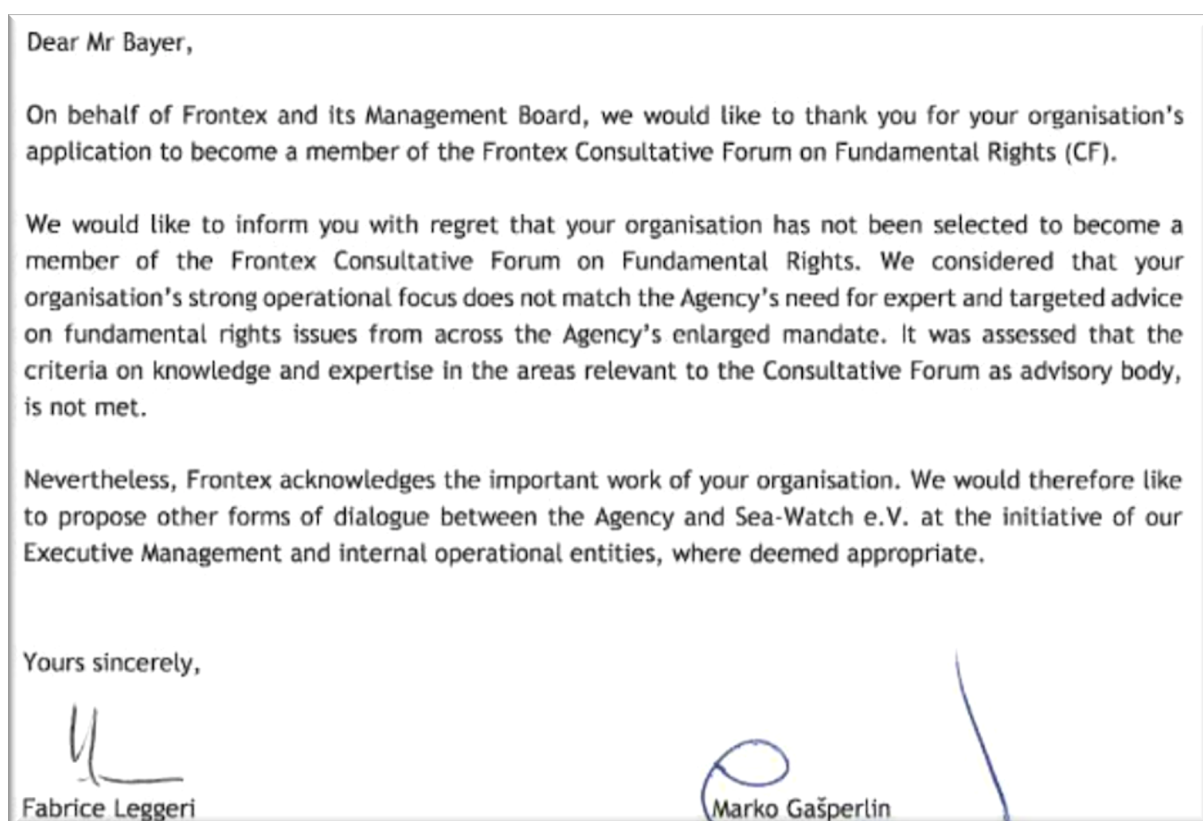 Dear Mr Bayer,
On behalf of Frontex and its Management Board, we would like to thank you for your organisation's
application to become a member of the Frontex Consultative Forum on Fundamental Rights (CF).
We would like to inform you with regret that your organisation has not been selected to become a
member of the Frontex Consultative Forum on Fundamental Rights. We considered that your
organisation's strong operational focus does not match the Agency's need for expert and targeted advice
on fundamental rights issues from across the Agency's enlarged mandate. It was assessed that the
criteria on knowledge and expertise in the areas relevant to the Consultative Forum as advisory body,
is not met.
Nevertheless, Frontex acknowledges the important work of your organisation. We would therefore like
to propose other forms of dialogue between the Agency and Sea-Watch e.V. at the initiative of our
Executive Management and internal operational entities, where deemed appropriate.
Yours sincerely,
Fabrice Leggeri
Marko Gašperlin